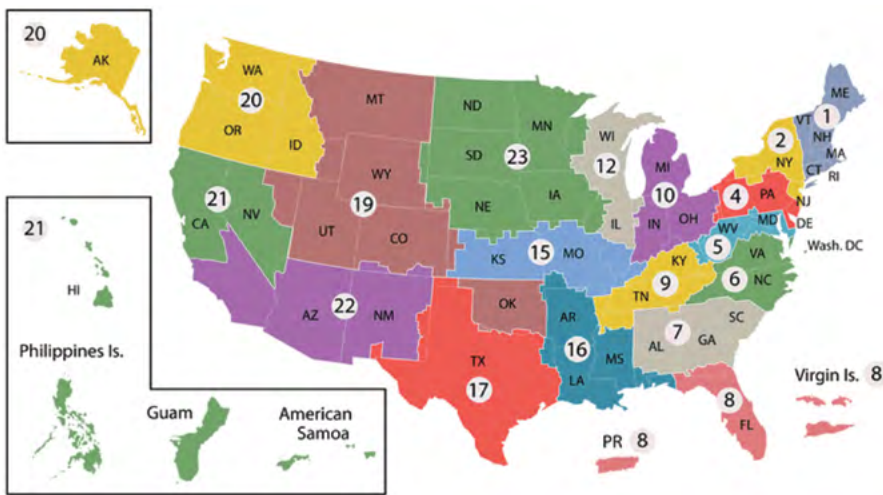 20
AK
WA
20
OR
ID
MT
WY
19
UT
CO
ND
MN
SD
23
NE
IA
WI
12
IL
MI
10
IN
OH
ME
VT
1
NH
MA
CT
RI
2
NY
NJ
4
PA
DE
MD
WV
5
Wash. DC
VA
6
NC
21
CA
NV
KS
15
MO
KY
9
TN
AZ
22
NM
OK
AR
16
MS
LA
SC
7
AL
GA
TX
17
8
FL
Virgin Is. 8
PR 8
21
HI
Philippines Is.
Guam
American
Samoa